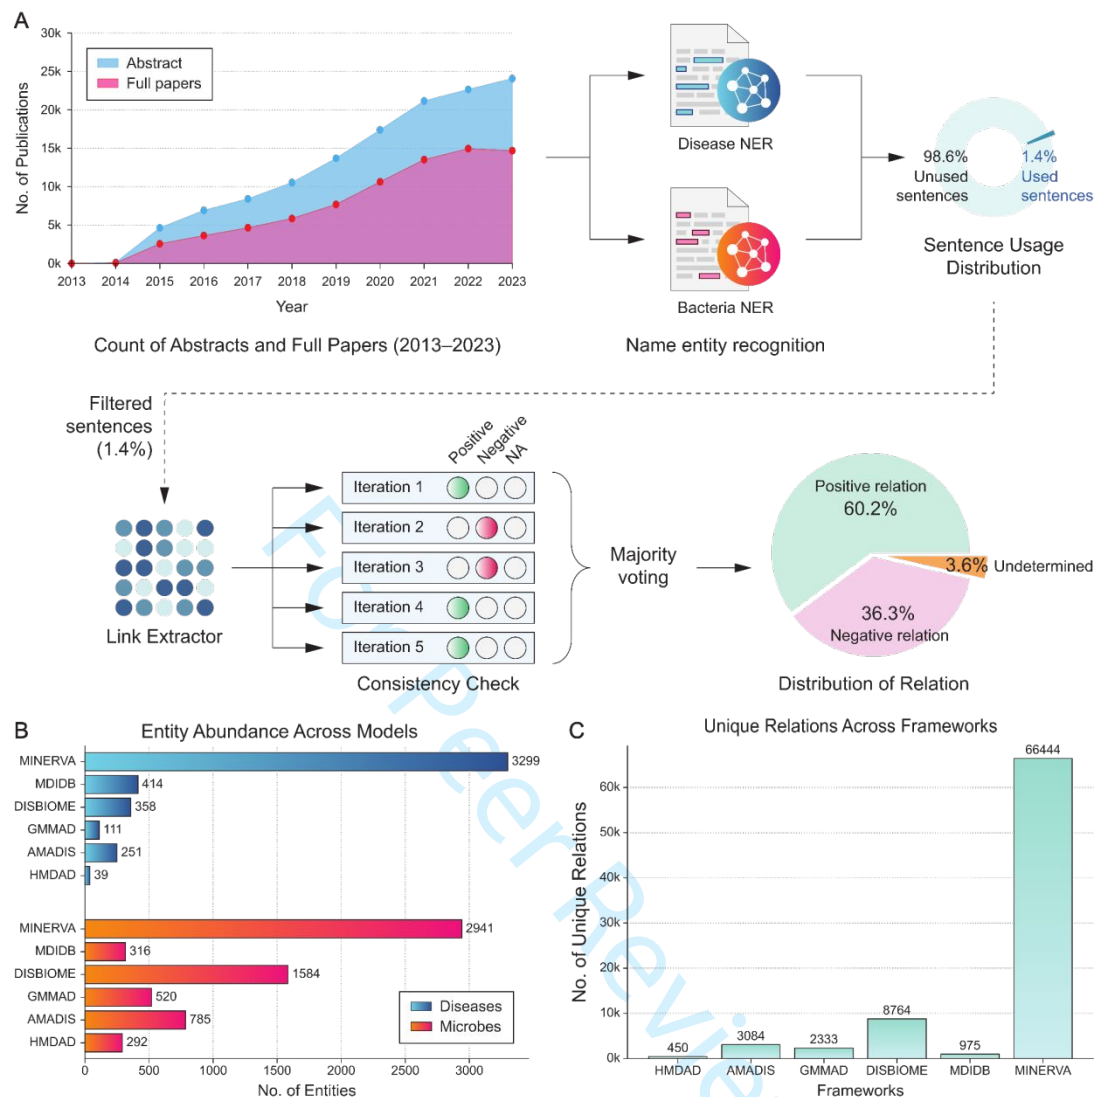 A
30k
25k
20k
15k
10k
5k
0k
No. of Publications
Abstract
Full papers
2013 2014 2015 2016 2017 2018 2019 2020 2021 2022 2023
Year
Count of Abstracts and Full Papers (2013–2023)
Disease NER
Bacteria NER
Name entity recognition
98.6%
Unused
sentences
1.4%
Used
sentences
Sentence Usage
Distribution
Filtered
sentences
(1.4%)
Link Extractor
Positive
Negative
NA
Iteration 1
Iteration 2
Iteration 3
Iteration 4
Iteration 5
Consistency Check
Majority
voting
Positive relation
60.2%
3.6% Undetermined
36.3%
Negative relation
Distribution of Relation
B
Entity Abundance Across Models
MINERVA 3299
MDIDB 414
DISBIOME 358
GMMAD 111
AMADIS 251
HMDAD 39
MINERVA 2941
MDIDB 316
DISBIOME 1584
GMMAD 520
AMADIS 785
HMDAD 292
Diseases
Microbes
0 500 1000 1500 2000 2500 3000
No. of Entities
C
Unique Relations Across Frameworks
No. of Unique Relations
60k
50k
40k
30k
20k
10k
0k
450 3084 2333 8764 975 66444
HMDAD AMADIS GMMAD DISBIOME MDIDB MINERVA
Frameworks
For Peer Review